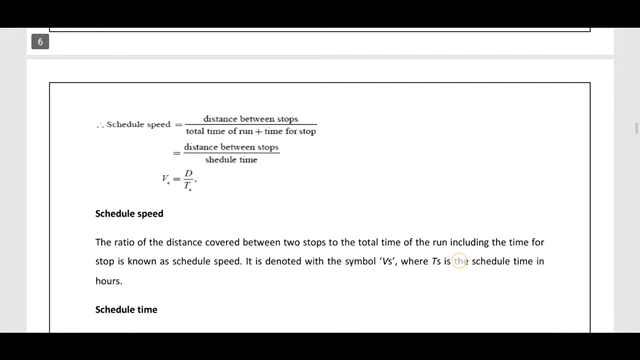 6
∴ Schedule speed = distance between stops / total time of run + time for stop
= distance between stops / shedule time
V_s = D / T_s.
Schedule speed
The ratio of the distance covered between two stops to the total time of the run including the time for
stop is known as schedule speed. It is denoted with the symbol ‘Vs’, where Ts is the schedule time in
hours.
Schedule time